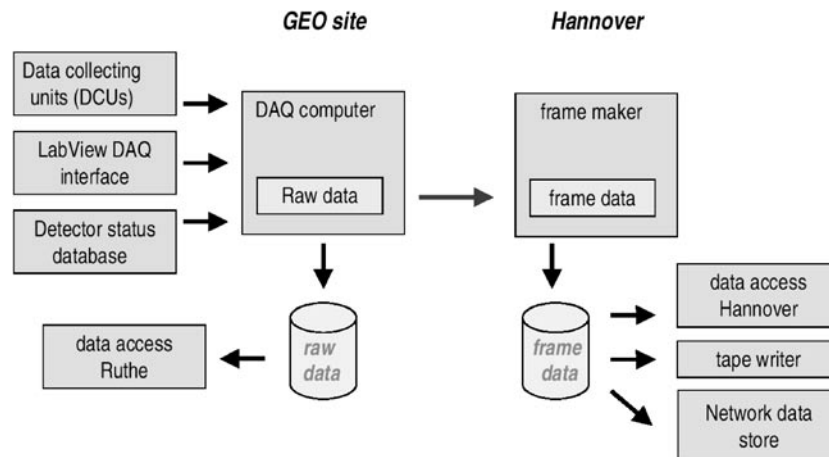 GEO site
Hannover
Data collecting
units (DCUs)
LabView DAQ
interface
Detector status
database
DAQ computer
Raw data
frame maker
frame data
raw
data
data access
Ruthe
frame
data
data access
Hannover
tape writer
Network data
store